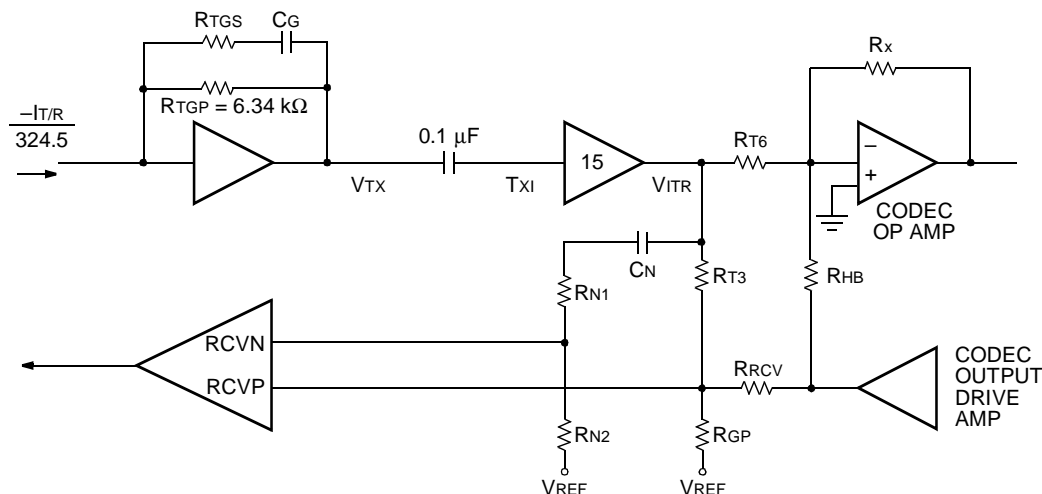 RTGS
CG
RX
–IT/R
324.5
RTGP = 6.34 kΩ
0.1 μF
15
RT6
–
+
VTX
TXI
VITR
CODEC
OP AMP
CN
RN1
RT3
RHB
RCVN
RCVP
RRCV
CODEC
OUTPUT
DRIVE
AMP
RN2
RGP
VREF
VREF